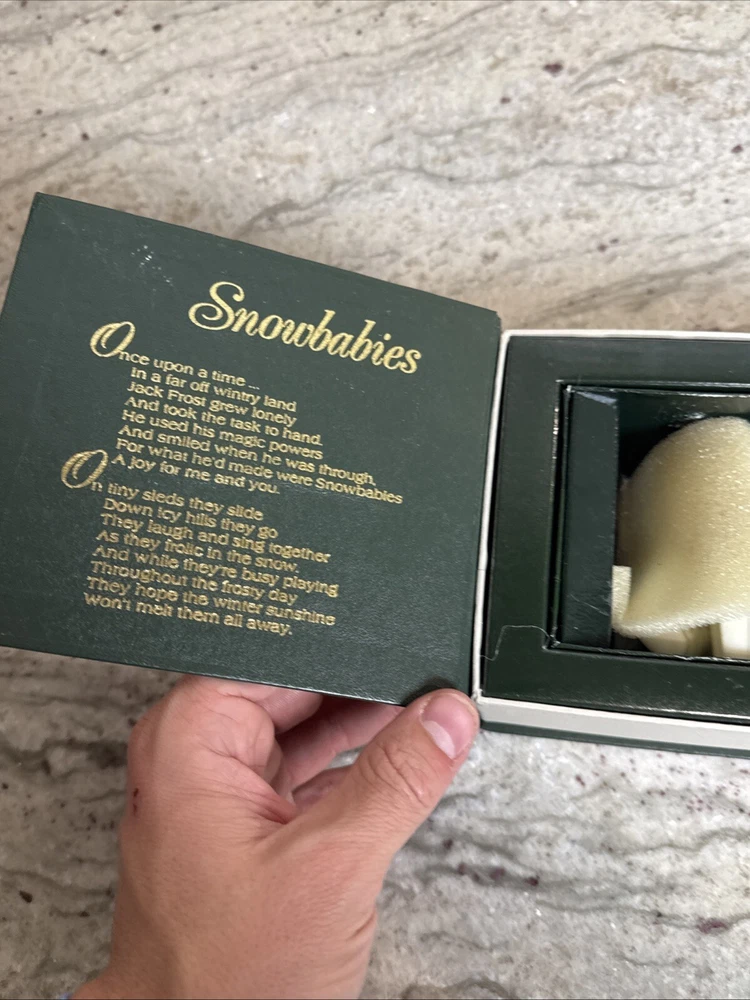 Snowbabies
Once upon a time...
In a far off wintry land
Jack Frost grew lonely
And took the task to hand.
He used his magic powers
And smiled when he was through,
For what he'd made were Snowbabies
A joy for me and you.
On tiny sleds they slide
Down icy hills they go
They laugh and sing together
As they frolic in the snow.
And while they're busy playing
Throughout the frosty day
They hope the winter sunshine
Won't melt them all away.